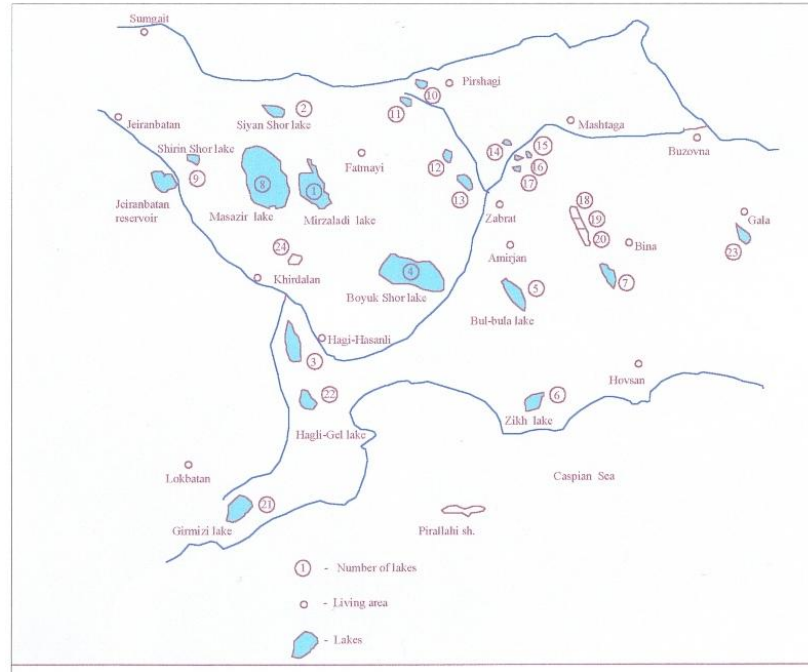 Sumgait
Pirshagi
10
11
2
Siyan Shor lake
Jeiranbatan
Mashtaga
Buzovna
Shirin Shor lake
9
8
1
Fatmayi
12
13
14
15
16
17
Jeiranbatan
reservoir
Masazir lake
Mirzaladi lake
Zabrat
18
19
20
Gala
23
Bina
24
Khirdalan
4
Boyuk Shor lake
Amirjan
5
Bul-bula lake
7
Hagi-Hasanli
3
Hovsan
22
Hagli-Gel lake
6
Zikh lake
Lokbatan
Caspian Sea
21
Girmizi lake
Pirallahi sh.
1 - Number of lakes
- Living area
- Lakes